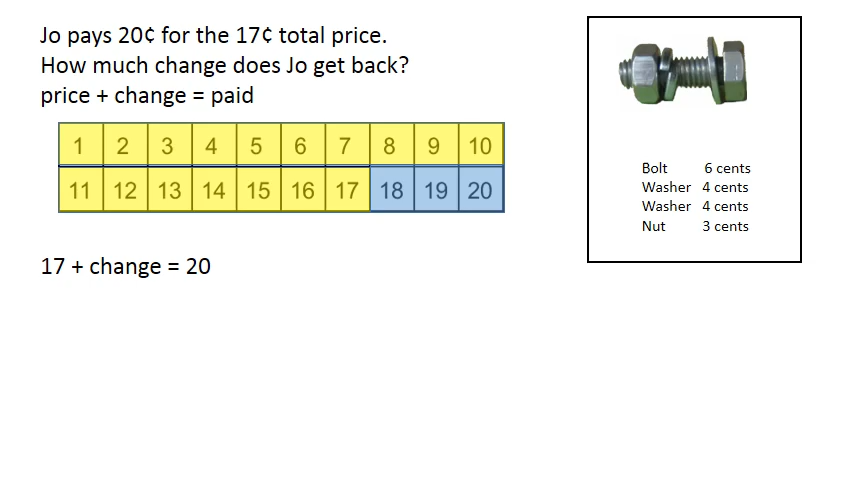 Jo pays 20¢ for the 17¢ total price.
How much change does Jo get back?
price + change = paid
1 2 3 4 5 6 7 8 9 10
11 12 13 14 15 16 17 18 19 20
17 + change = 20
Bolt 6 cents
Washer 4 cents
Washer 4 cents
Nut 3 cents